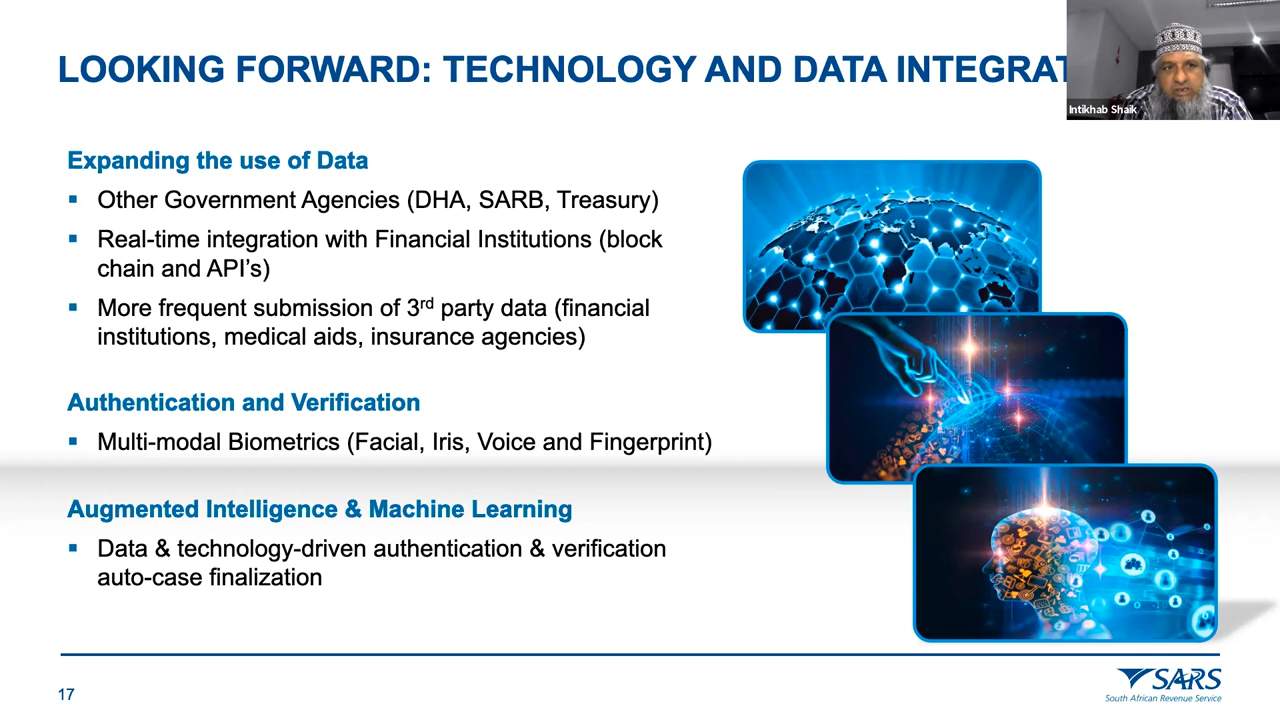 LOOKING FORWARD: TECHNOLOGY AND DATA
Intikhab Shaik
Expanding the use of Data
▪ Other Government Agencies (DHA, SARB, Treasury)
▪ Real-time integration with Financial Institutions (block
chain and API’s)
▪ More frequent submission of 3rd party data (financial
institutions, medical aids, insurance agencies)
Authentication and Verification
▪ Multi-modal Biometrics (Facial, Iris, Voice and Fingerprint)
Augmented Intelligence & Machine Learning
▪ Data & technology-driven authentication & verification
auto-case finalization
17
SARS
South African Revenue Service